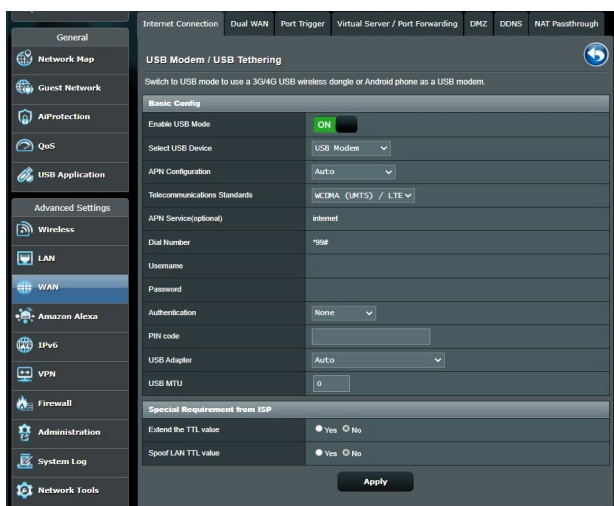 General
Network Map
Guest Network
AiProtection
QoS
USB Application
Advanced Settings
Wireless
LAN
WAN
Amazon Alexa
IPv6
VPN
Firewall
Administration
System Log
Network Tools
Internet Connection Dual WAN Port Trigger Virtual Server / Port Forwarding DMZ DDNS NAT Passthrough
USB Modem / USB Tethering
Switch to USB mode to use a 3G/4G USB wireless dongle or Android phone as a USB modem.
Basic Config
Enable USB Mode ON
Select USB Device USB Modem
APN Configuration Auto
Telecommunications Standards WCDMA (UMTS) / LTE
APN Service(optional) internet
Dial Number *99#
Username
Password
Authentication None
PIN code
USB Adapter Auto
USB MTU 0
Special Requirement from ISP
Extend the TTL value Yes No
Spoof LAN TTL value Yes No
Apply